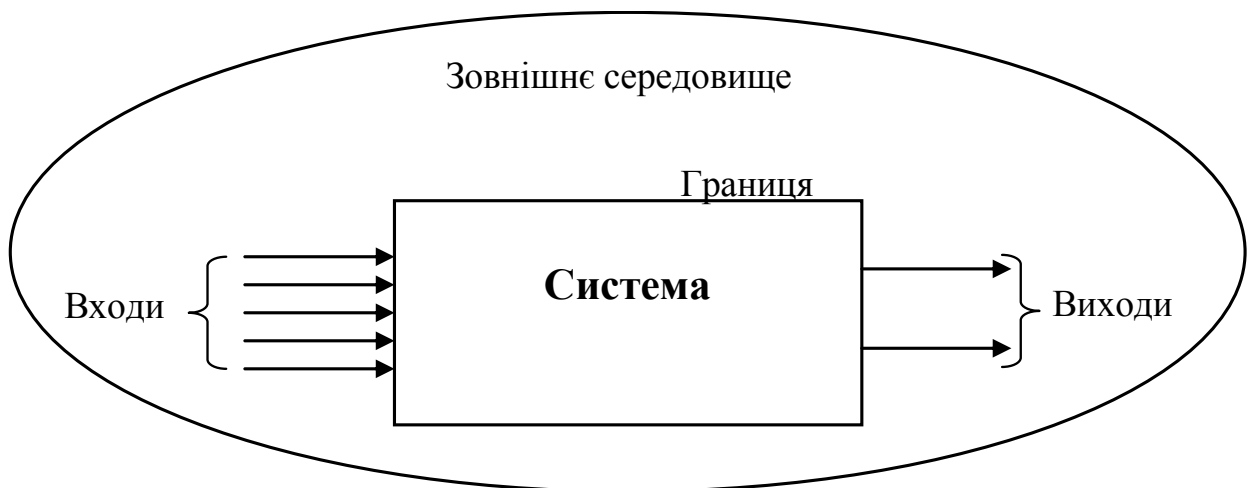 Зовнішнє середовище
Границя
Система
Входи
Виходи